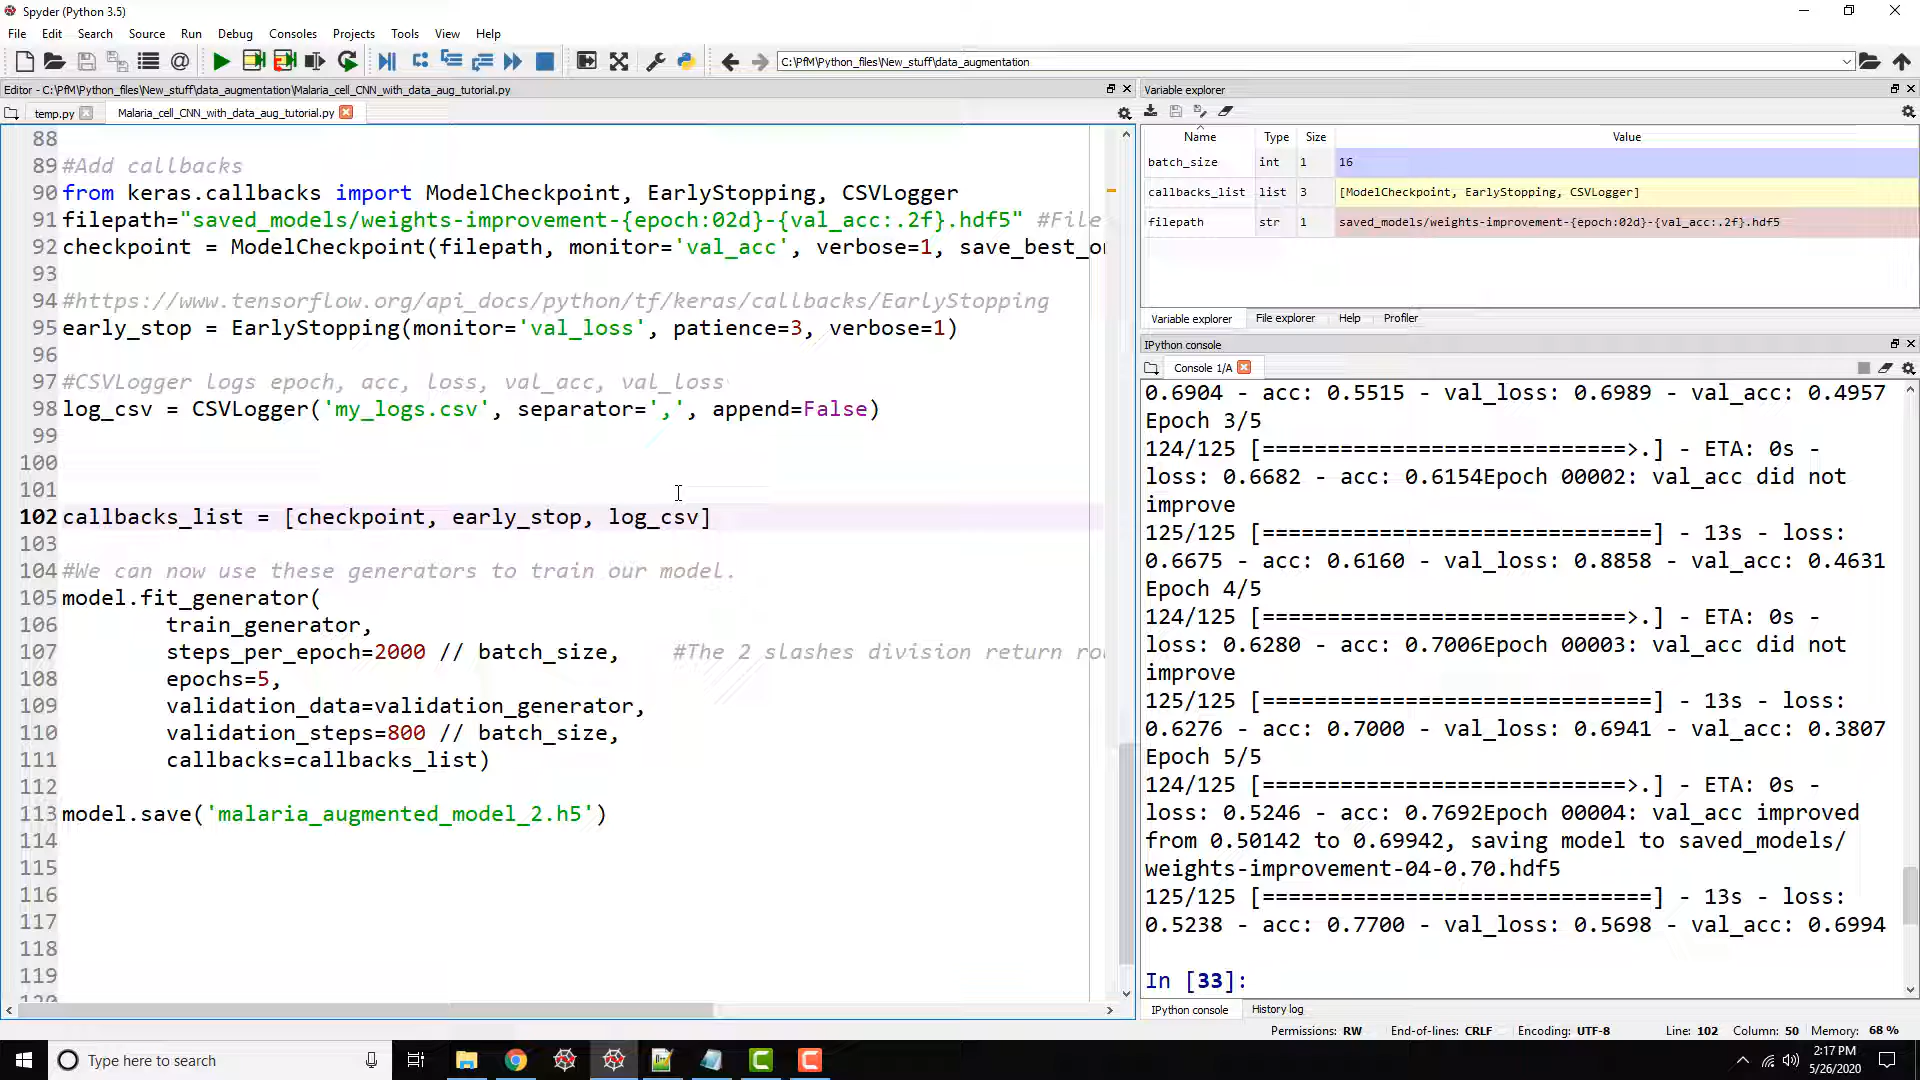 Spyder (Python 3.5)
File Edit Search Source Run Debug Consoles Projects Tools View Help
C:\PfM\Python_files\New_stuff\data_augmentation
Editor - C:\PfM\Python_files\New_stuff\data_augmentation\Malaria_cell_CNN_with_data_aug_tutorial.py
temp.py Malaria_cell_CNN_with_data_aug_tutorial.py
88
89 #Add callbacks
90 from keras.callbacks import ModelCheckpoint, EarlyStopping, CSVLogger
91 filepath="saved_models/weights-improvement-{epoch:02d}-{val_acc:.2f}.hdf5" #File
92 checkpoint = ModelCheckpoint(filepath, monitor='val_acc', verbose=1, save_best_o
93
94 #https://www.tensorflow.org/api_docs/python/tf/keras/callbacks/EarlyStopping
95 early_stop = EarlyStopping(monitor='val_loss', patience=3, verbose=1)
96
97 #CSVLogger logs epoch, acc, loss, val_acc, val_loss
98 log_csv = CSVLogger('my_logs.csv', separator=',', append=False)
99
100
101
102 callbacks_list = [checkpoint, early_stop, log_csv]
103
104 #We can now use these generators to train our model.
105 model.fit_generator(
106 train_generator,
107 steps_per_epoch=2000 // batch_size, #The 2 slashes division return ro
108 epochs=5,
109 validation_data=validation_generator,
110 validation_steps=800 // batch_size,
111 callbacks=callbacks_list)
112
113 model.save('malaria_augmented_model_2.h5')
114
115
116
117
118
119
120
Variable explorer
Name Type Size Value
batch_size int 1 16
callbacks_list list 3 [ModelCheckpoint, EarlyStopping, CSVLogger]
filepath str 1 saved_models/weights-improvement-{epoch:02d}-{val_acc:.2f}.hdf5
Variable explorer File explorer Help Profiler
IPython console
Console 1/A
0.6904 - acc: 0.5515 - val_loss: 0.6989 - val_acc: 0.4957
Epoch 3/5
124/125 [============================>.] - ETA: 0s -
loss: 0.6682 - acc: 0.6154Epoch 00002: val_acc did not
improve
125/125 [==============================] - 13s - loss:
0.6675 - acc: 0.6160 - val_loss: 0.8858 - val_acc: 0.4631
Epoch 4/5
124/125 [============================>.] - ETA: 0s -
loss: 0.6280 - acc: 0.7006Epoch 00003: val_acc did not
improve
125/125 [==============================] - 13s - loss:
0.6276 - acc: 0.7000 - val_loss: 0.6941 - val_acc: 0.3807
Epoch 5/5
124/125 [============================>.] - ETA: 0s -
loss: 0.5246 - acc: 0.7692Epoch 00004: val_acc improved
from 0.50142 to 0.69942, saving model to saved_models/
weights-improvement-04-0.70.hdf5
125/125 [==============================] - 13s - loss:
0.5238 - acc: 0.7700 - val_loss: 0.5698 - val_acc: 0.6994
In [33]:
IPython console History log
Permissions: RW End-of-lines: CRLF Encoding: UTF-8 Line: 102 Column: 50 Memory: 68 %
Type here to search
2:17 PM
5/26/2020